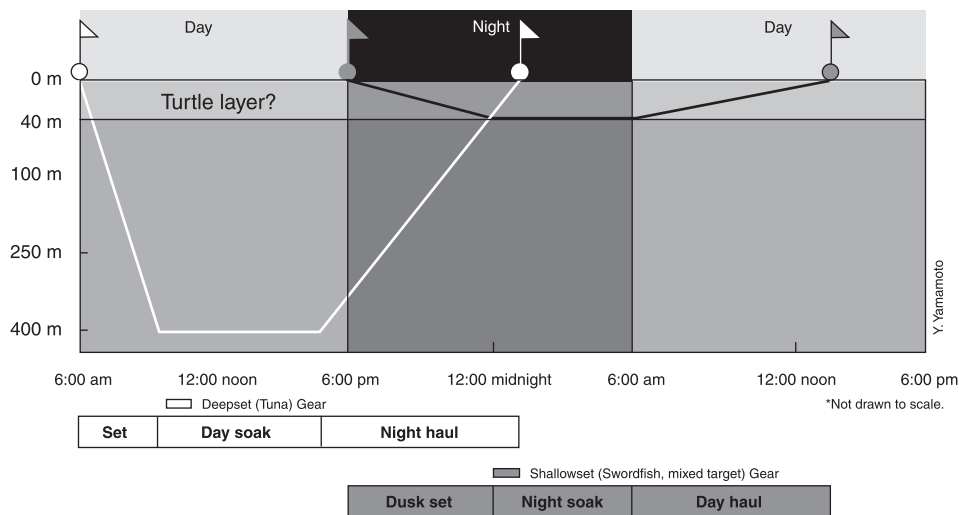 Day Night Day
0 m
Turtle layer?
40 m
100 m
250 m
400 m
Y. Yamamoto
6:00 am 12:00 noon 6:00 pm 12:00 midnight 6:00 am 12:00 noon 6:00 pm
Deepset (Tuna) Gear
*Not drawn to scale.
Set Day soak Night haul
Shallowset (Swordfish, mixed target) Gear
Dusk set Night soak Day haul